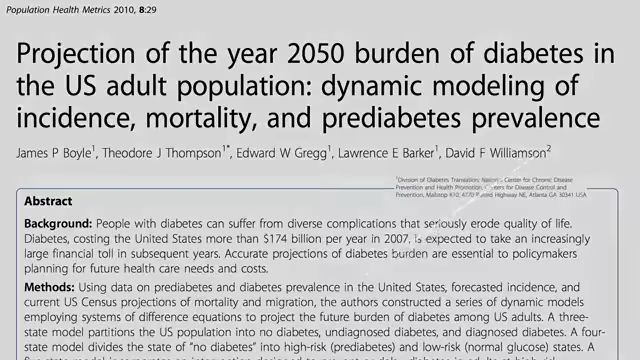 Population Health Metrics 2010, 8:29
Projection of the year 2050 burden of diabetes in
the US adult population: dynamic modeling of
incidence, mortality, and prediabetes prevalence
James P Boyle1, Theodore J Thompson1*, Edward W Gregg1, Lawrence E Barker1, David F Williamson2
1Division of Diabetes Translation, National Center for Chronic Disease
Prevention and Health Promotion, Centers for Disease Control and
Prevention, Mailstop K10, 4770 Buford Highway NE, Atlanta GA 30341 USA
Abstract
Background: People with diabetes can suffer from diverse complications that seriously erode quality of life.
Diabetes, costing the United States more than $174 billion per year in 2007, is expected to take an increasingly
large financial toll in subsequent years. Accurate projections of diabetes burden are essential to policymakers
planning for future health care needs and costs.
Methods: Using data on prediabetes and diabetes prevalence in the United States, forecasted incidence, and
current US Census projections of mortality and migration, the authors constructed a series of dynamic models
employing systems of difference equations to project the future burden of diabetes among US adults. A three-
state model partitions the US population into no diabetes, undiagnosed diabetes, and diagnosed diabetes. A four-
state model divides the state of "no diabetes" into high-risk (prediabetes) and low-risk (normal glucose) states. A